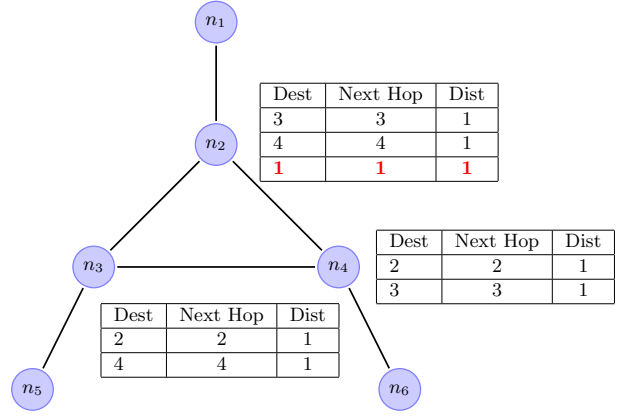 n1
Dest Next Hop Dist
3 3 1
4 4 1
1 1 1
n2
Dest Next Hop Dist
2 2 1
3 3 1
n3
n4
Dest Next Hop Dist
2 2 1
4 4 1
n5
n6